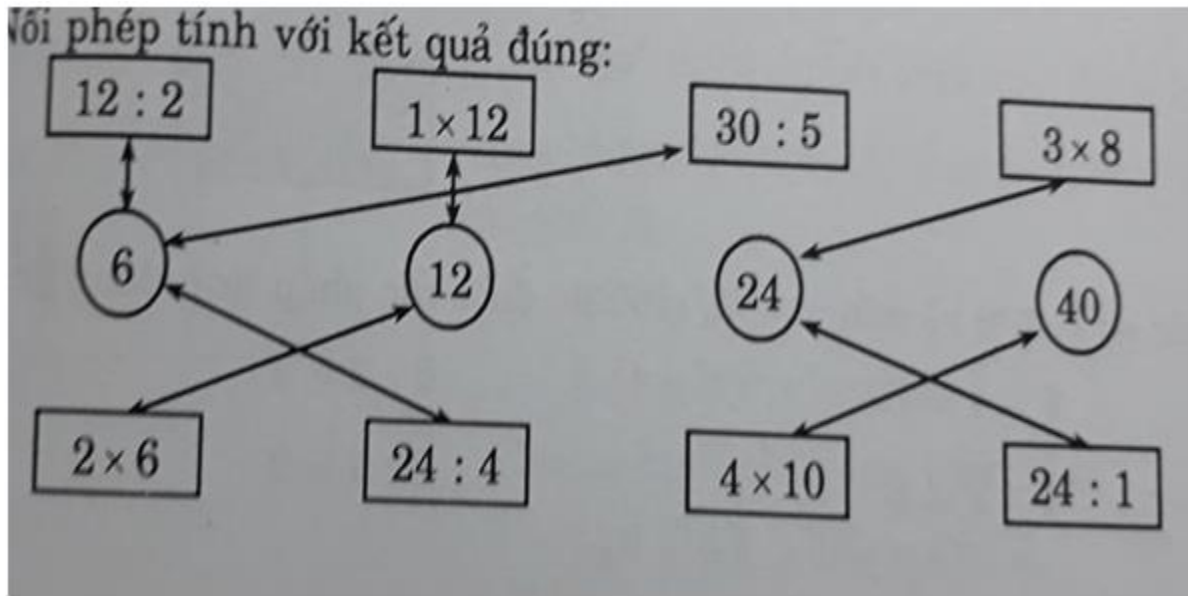 Nối phép tính với kết quả đúng:
12 : 2 1 × 12 30 : 5 3 × 8
6 12 24 40
2 × 6 24 : 4 4 × 10 24 : 1